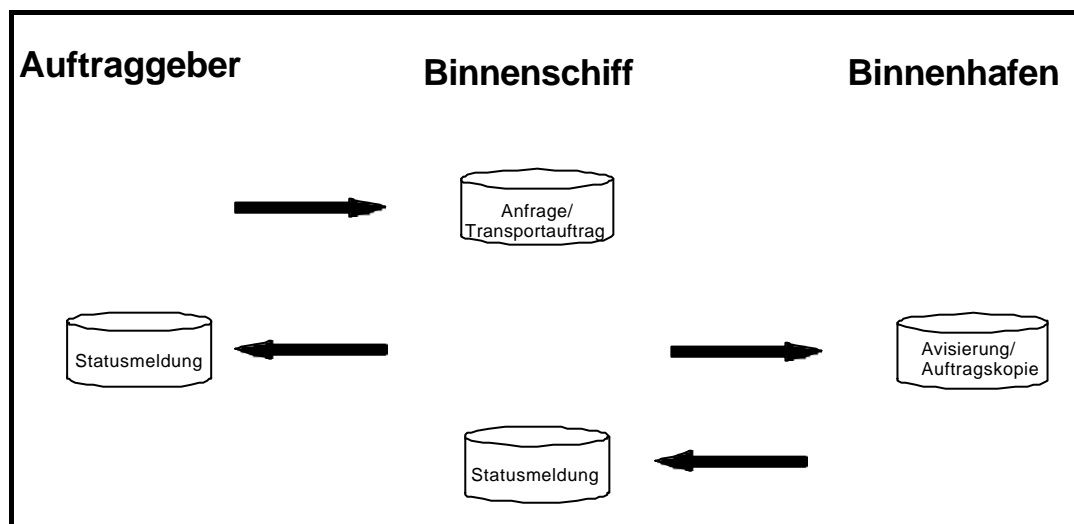 Auftraggeber
Binnenschiff
Binnenhafen
Anfrage/
Transportauftrag
Statusmeldung
Avisierung/
Auftragskopie
Statusmeldung